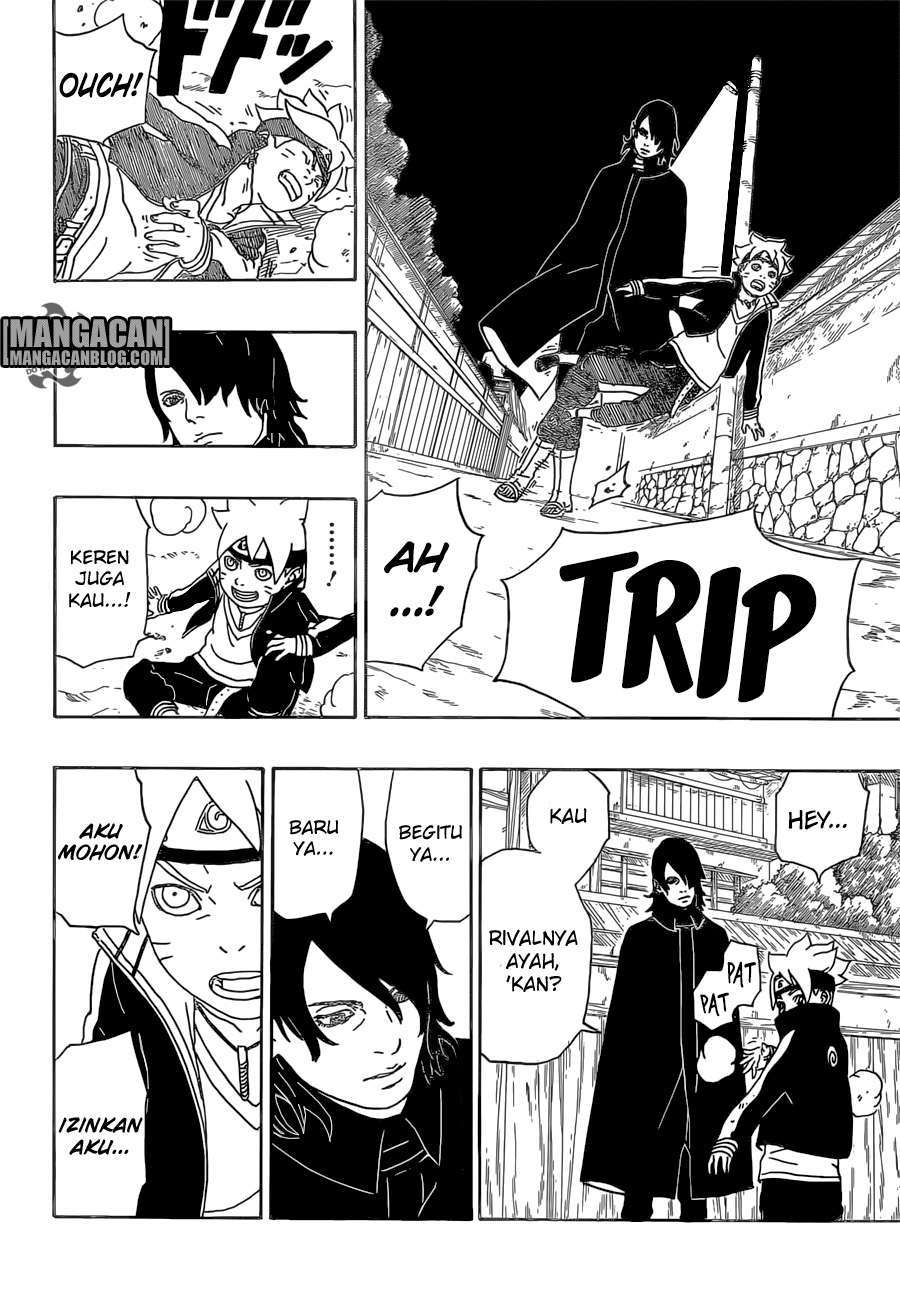 TRIP
AH
...!
ドドドッ
OUCH!
MANGACAN
MANGACANBLOG.COM
......!
KEREN
JUGA
KAU...!
HEY...
KAU
RIVALNYA
AYAH,
'KAN?
PAT
PAT
BEGITU
YA...
BARU
YA...
AKU
MOHON!
IZINKAN
AKU...